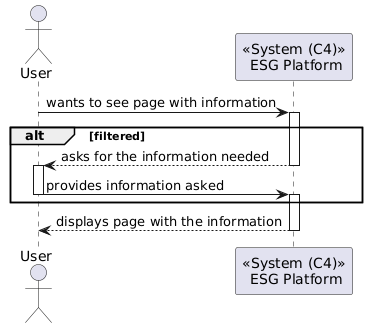 User
«System (C4)»
ESG Platform
wants to see page with information
alt [filtered]
asks for the information needed
provides information asked
displays page with the information
User
«System (C4)»
ESG Platform